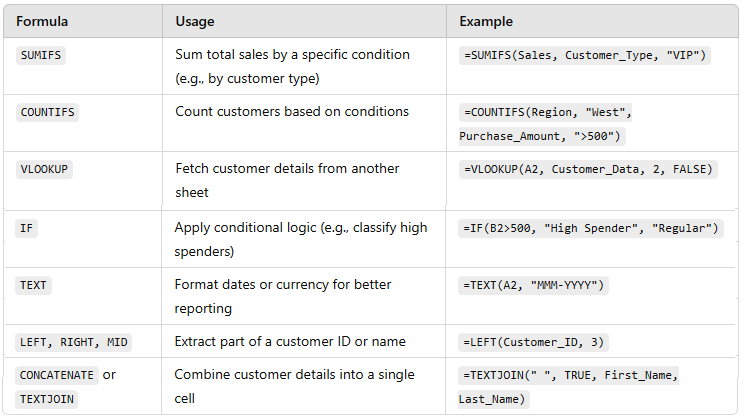 Formula Usage Example
SUMIFS Sum total sales by a specific condition =SUMIFS(Sales, Customer_Type, "VIP")
(e.g., by customer type)
COUNTIFS Count customers based on conditions =COUNTIFS(Region, "West",
Purchase_Amount, ">500")
VLOOKUP Fetch customer details from another =VLOOKUP(A2, Customer_Data, 2, FALSE)
sheet
IF Apply conditional logic (e.g., classify high =IF(B2>500, "High Spender", "Regular")
spenders)
TEXT Format dates or currency for better =TEXT(A2, "MMM-YYYY")
reporting
LEFT, RIGHT, MID Extract part of a customer ID or name =LEFT(Customer_ID, 3)
CONCATENATE or Combine customer details into a single =TEXTJOIN(" ", TRUE, First_Name,
TEXTJOIN cell Last_Name)